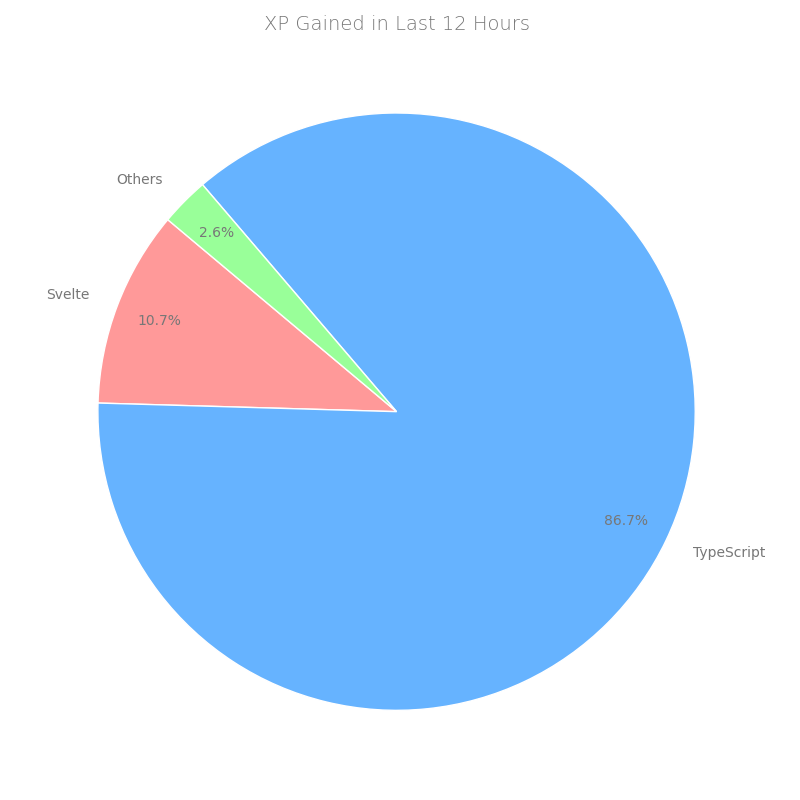 XP Gained in Last 12 Hours
Others
2.6%
Svelte
10.7%
86.7%
TypeScript